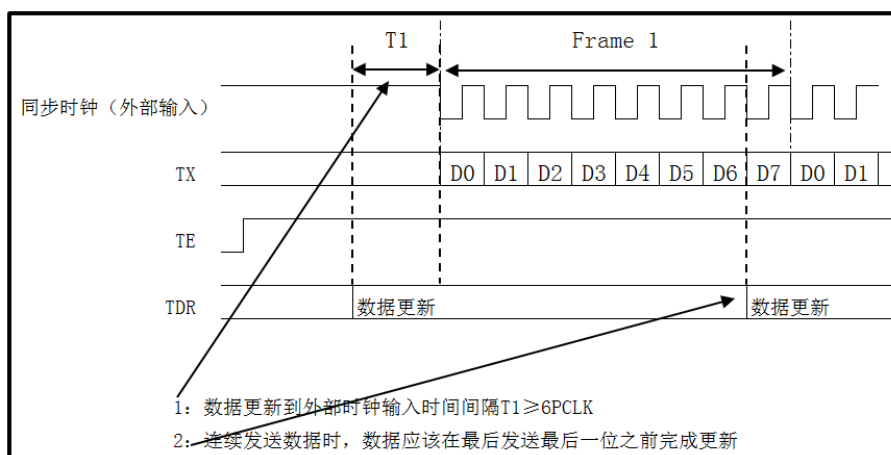 T1 Frame 1
同步时钟（外部输入）
TX D0 D1 D2 D3 D4 D5 D6 D7 D0 D1
TE
TDR 数据更新 数据更新
1：数据更新到外部时钟输入时间间隔T1≥6PCLK
2：连续发送数据时，数据应该在最后发送最后一位之前完成更新